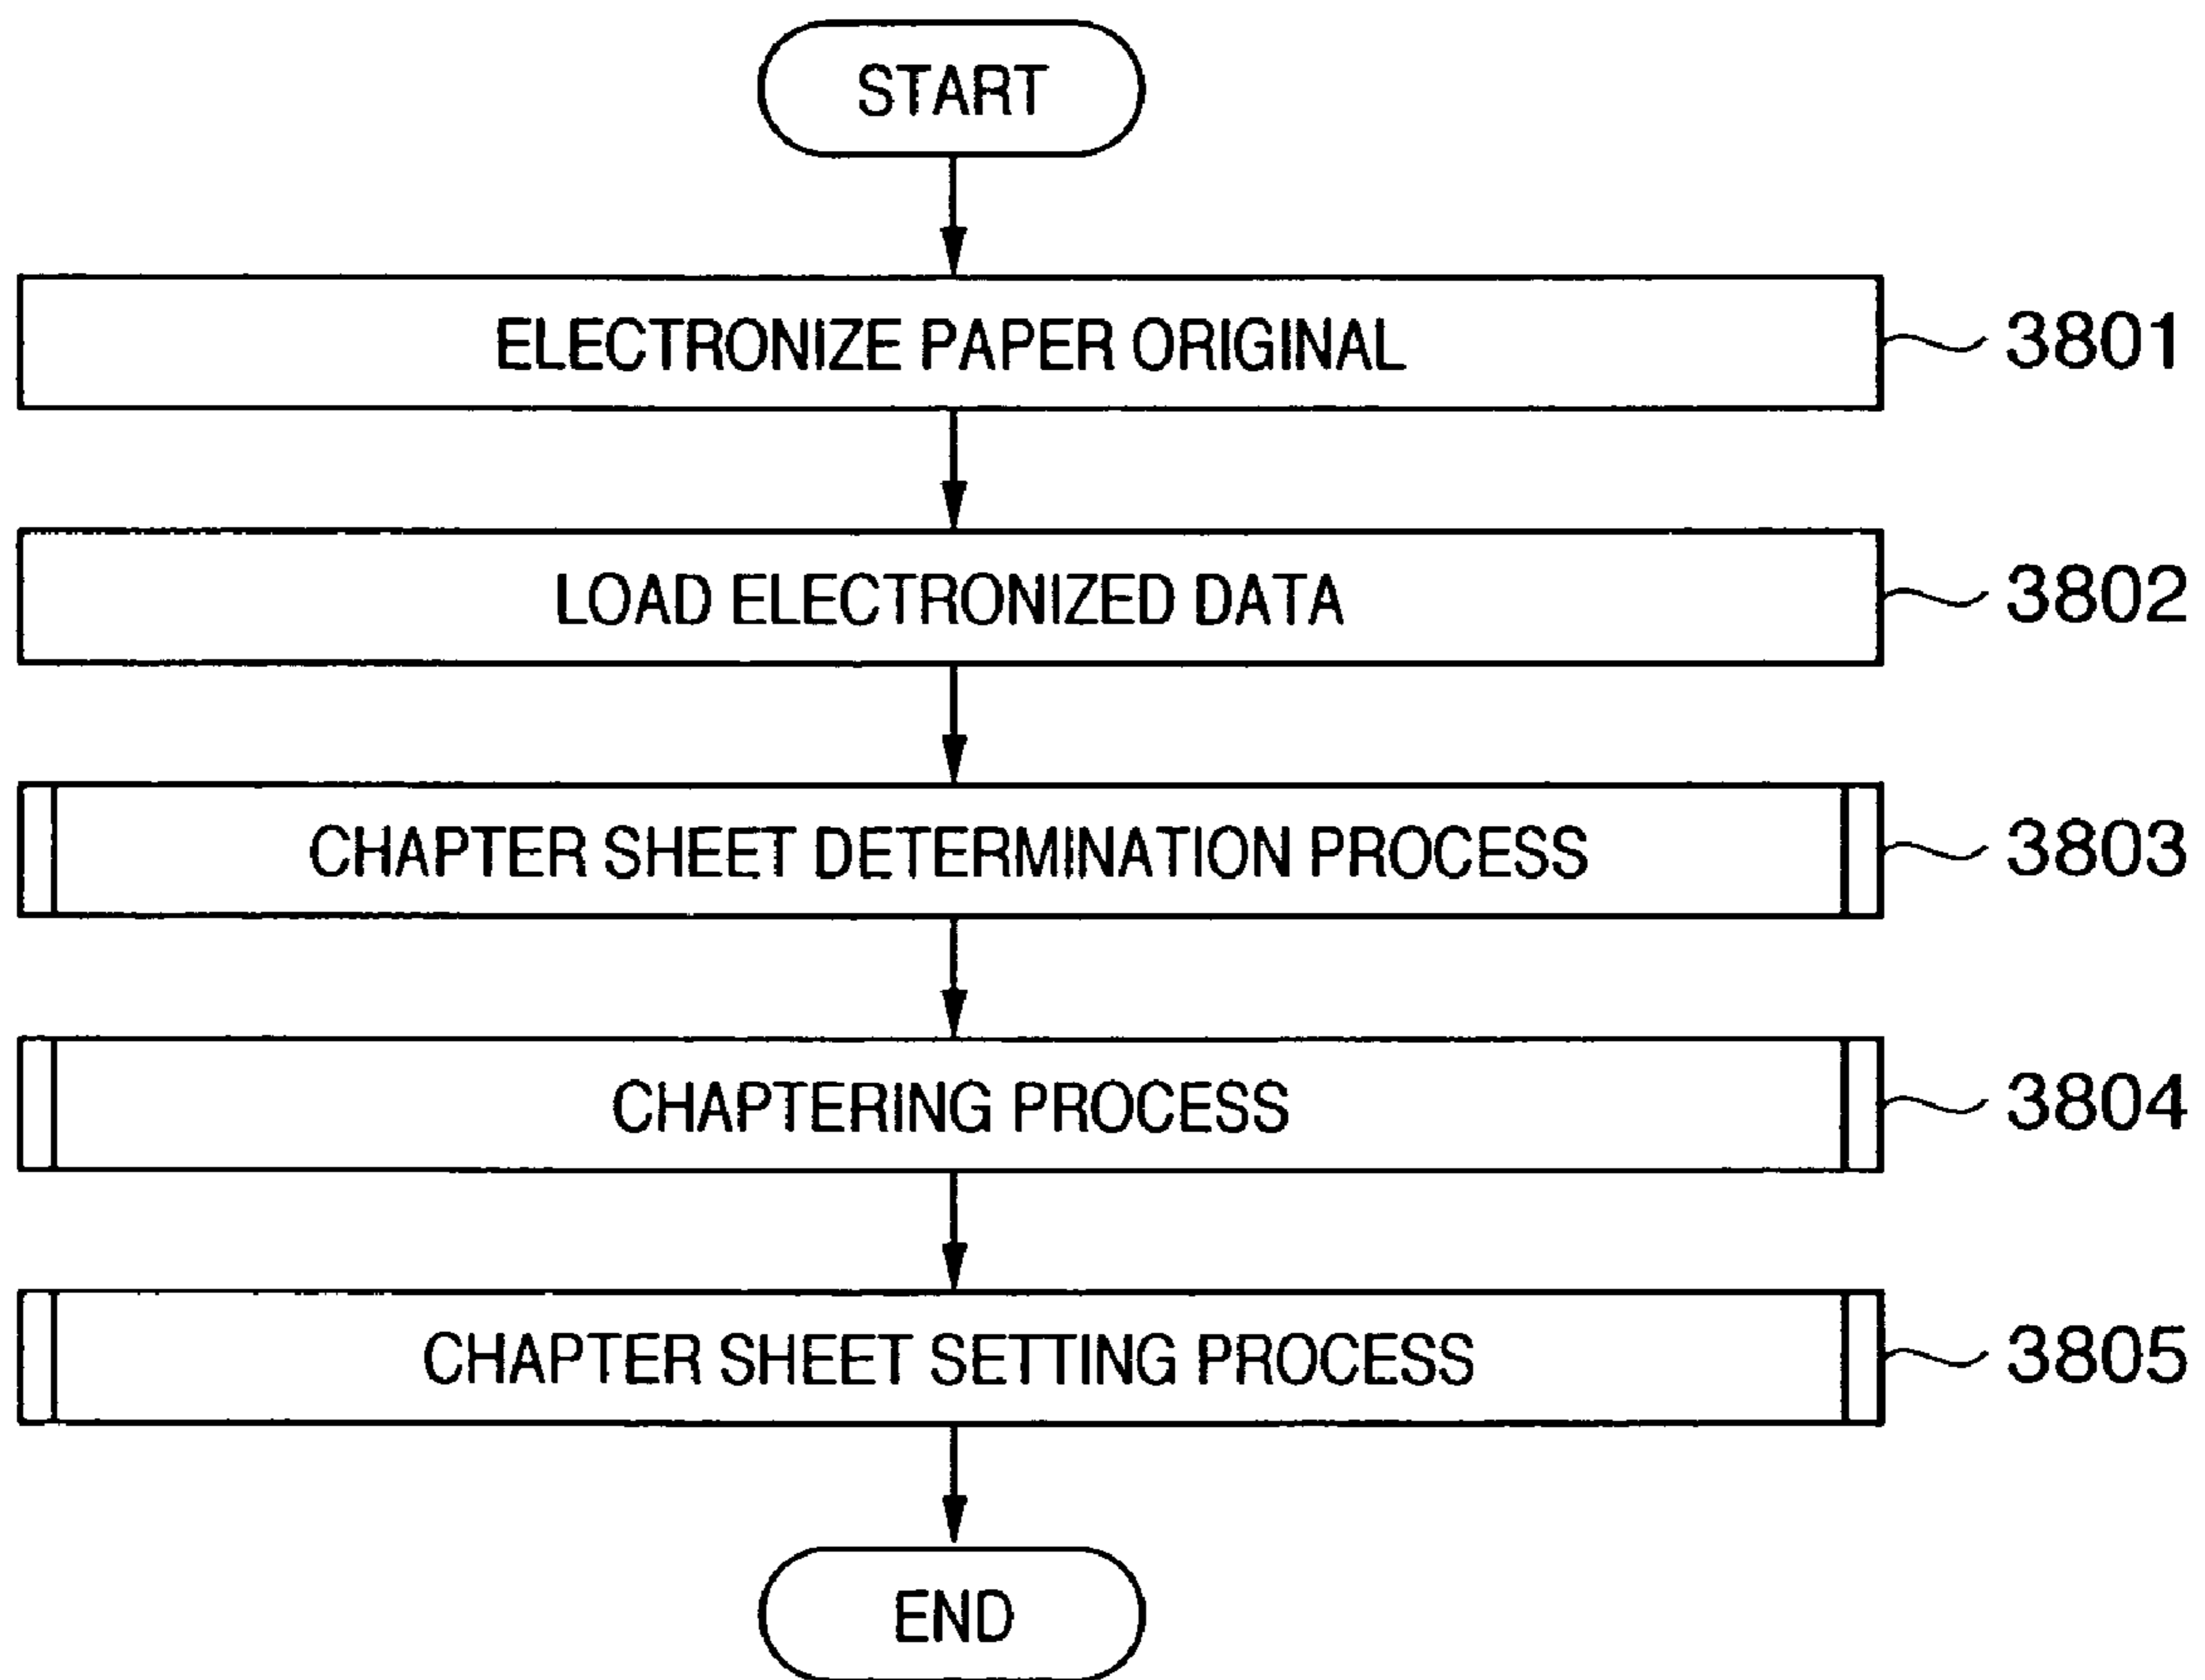 START
ELECTRONIZE PAPER ORIGINAL 3801
LOAD ELECTRONIZED DATA 3802
CHAPTER SHEET DETERMINATION PROCESS 3803
CHAPTERING PROCESS 3804
CHAPTER SHEET SETTING PROCESS 3805
END